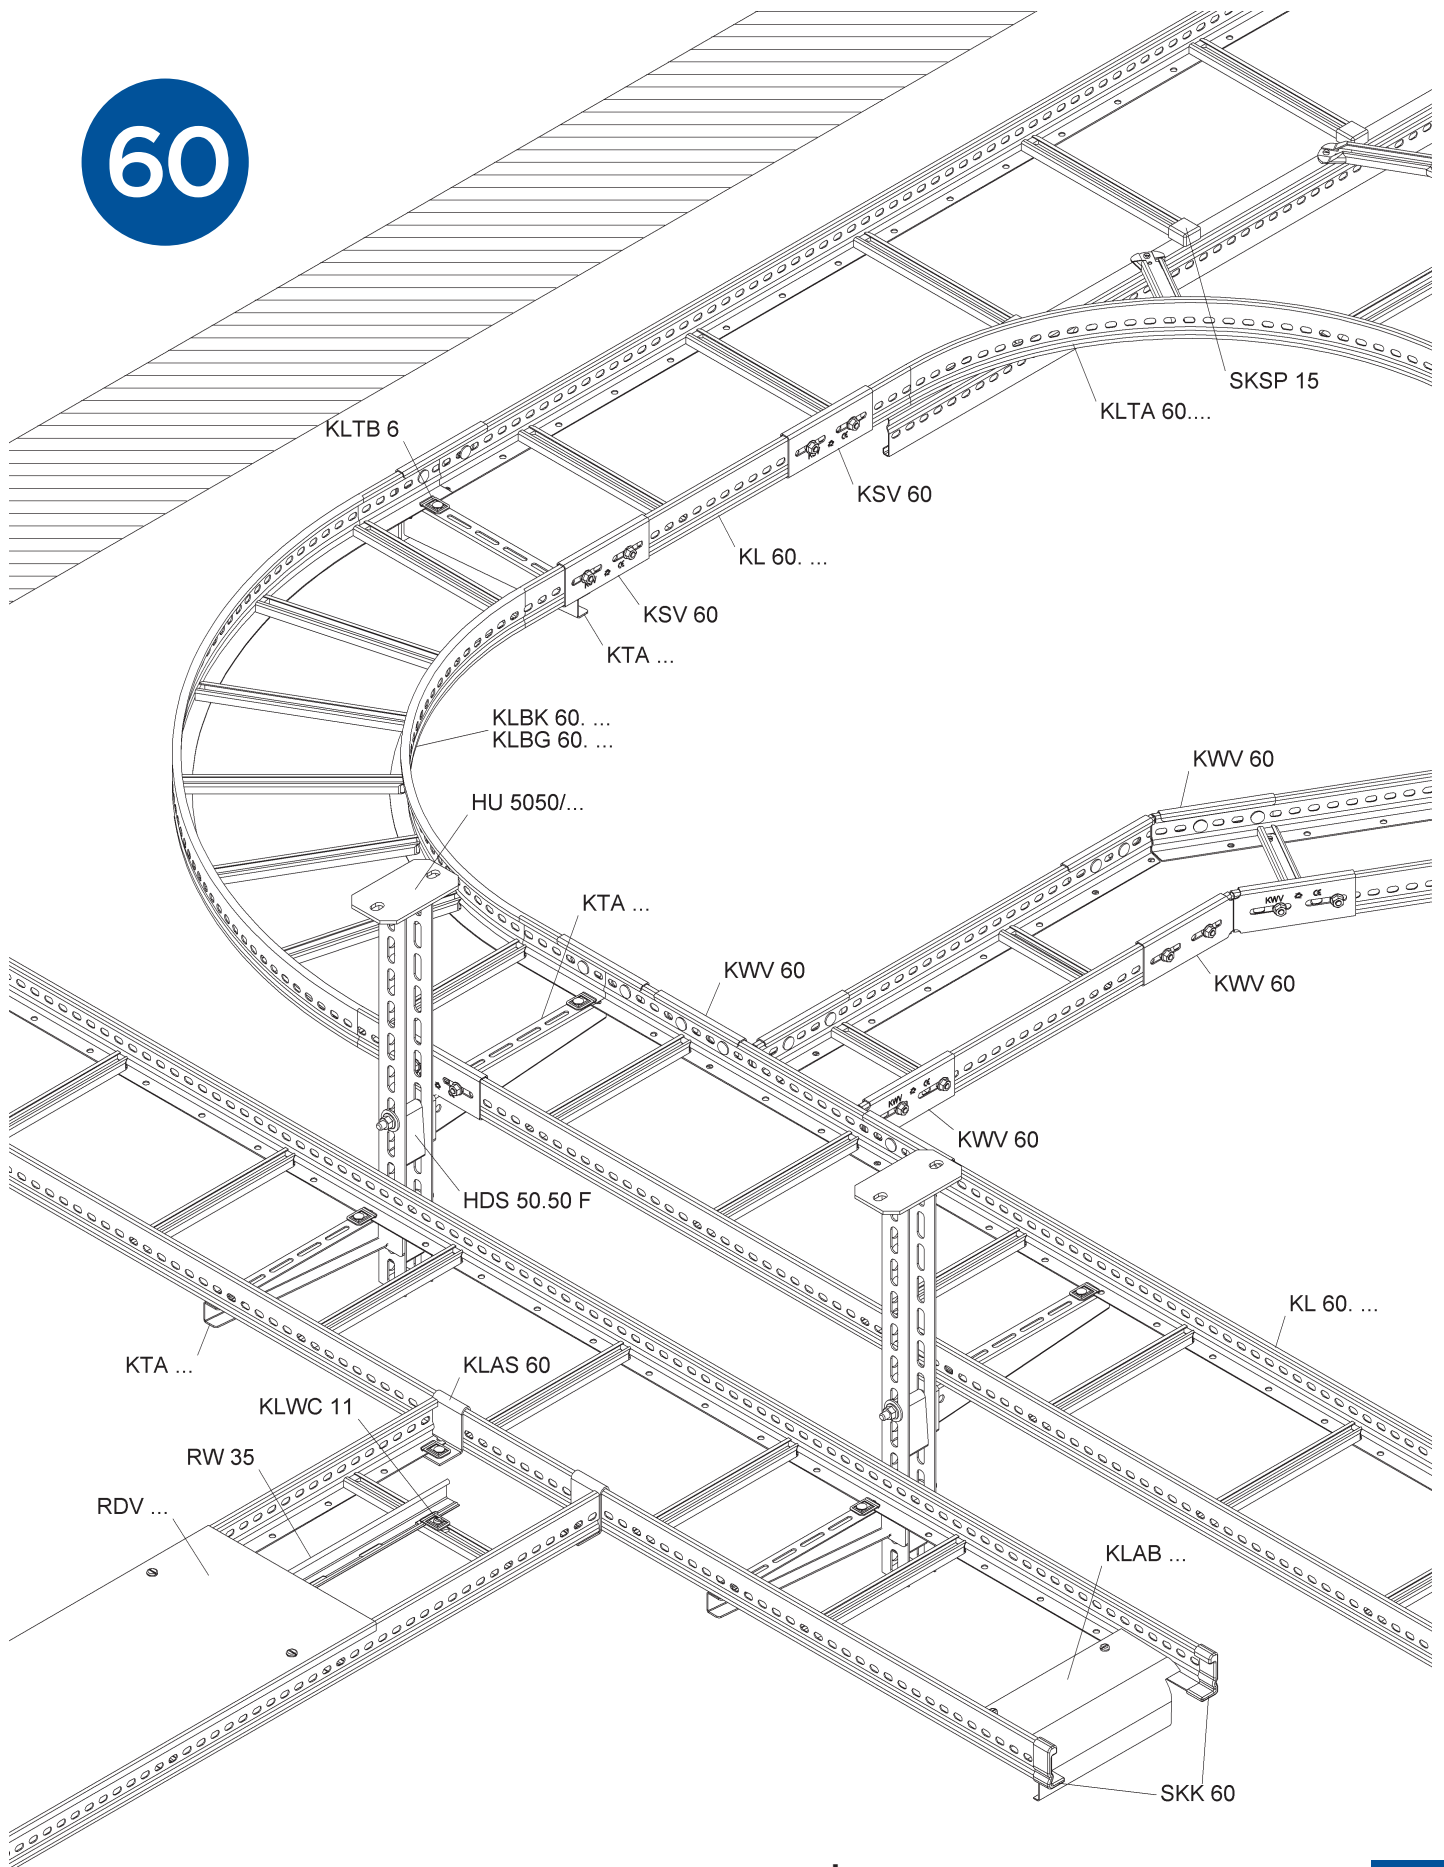 60
SKSP 15
KLTA 60....
KLTB 6
KSV 60
KL 60. ...
KSV 60
KTA ...
KLBK 60. ...
KLBG 60. ...
KWV 60
HU 5050/...
KTA ...
KWV
KWV 60
KWV 60
KWV
KWV 60
HDS 50.50 F
KL 60. ...
KTA ...
KLAS 60
KLWC 11
RW 35
RDV ...
KLAB ...
SKK 60